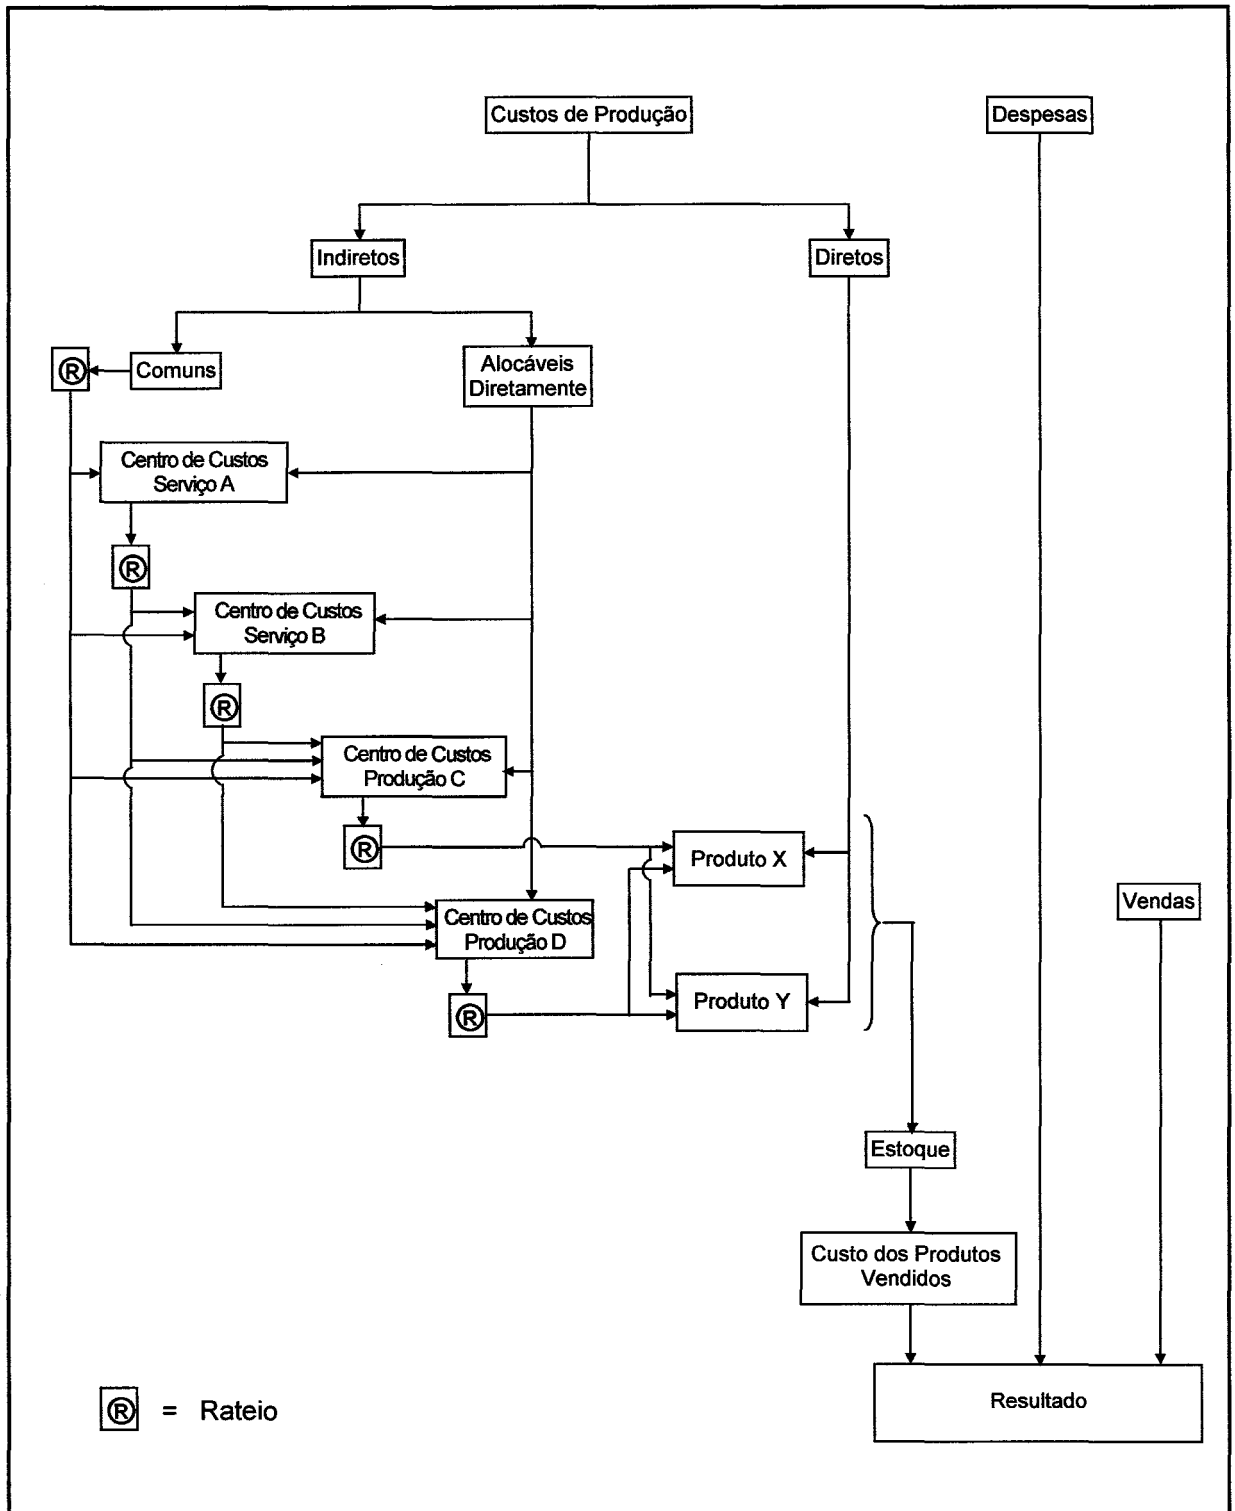 Custos de Produção
Despesas
Indiretos
Diretos
® Comuns
Alocáveis
Diretamente
Centro de Custos
Serviço A
®
Centro de Custos
Serviço B
®
Centro de Custos
Produção C
®
Produto X
Vendas
Centro de Custos
Produção D
Produto Y
®
Estoque
Custo dos Produtos
Vendidos
Resultado
® = Rateio